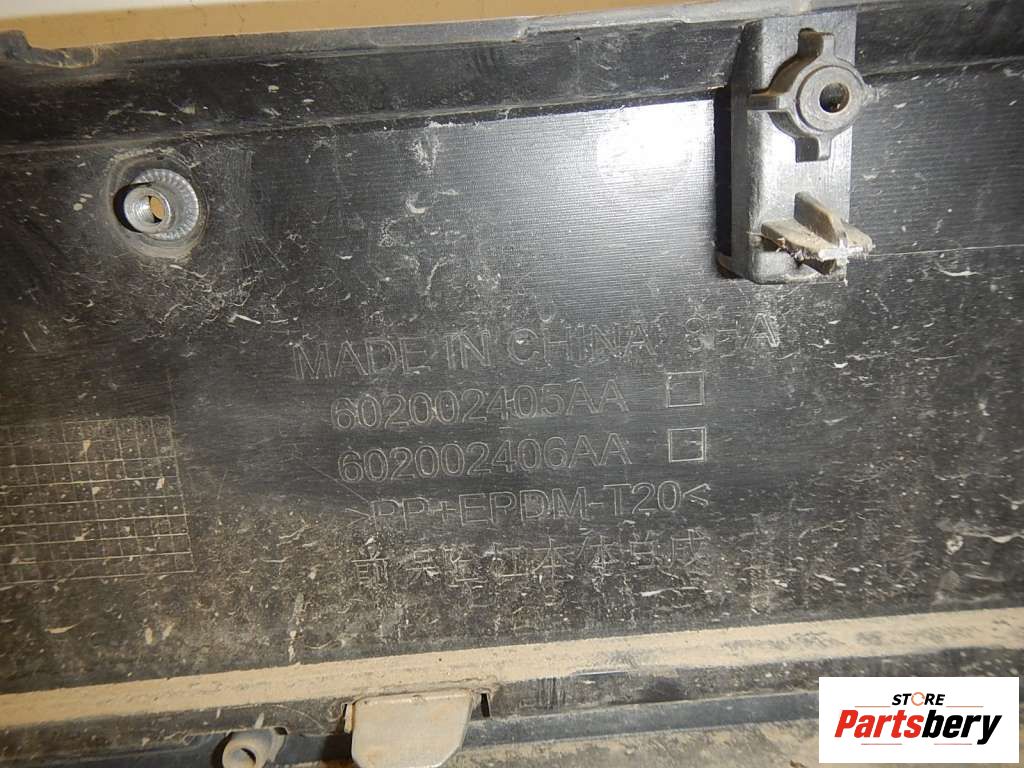 MADE IN CHINA
602002405AA
602002406AA
>PP+EPDM-T20<
前保险杠本体总成
STORE
Partsbery